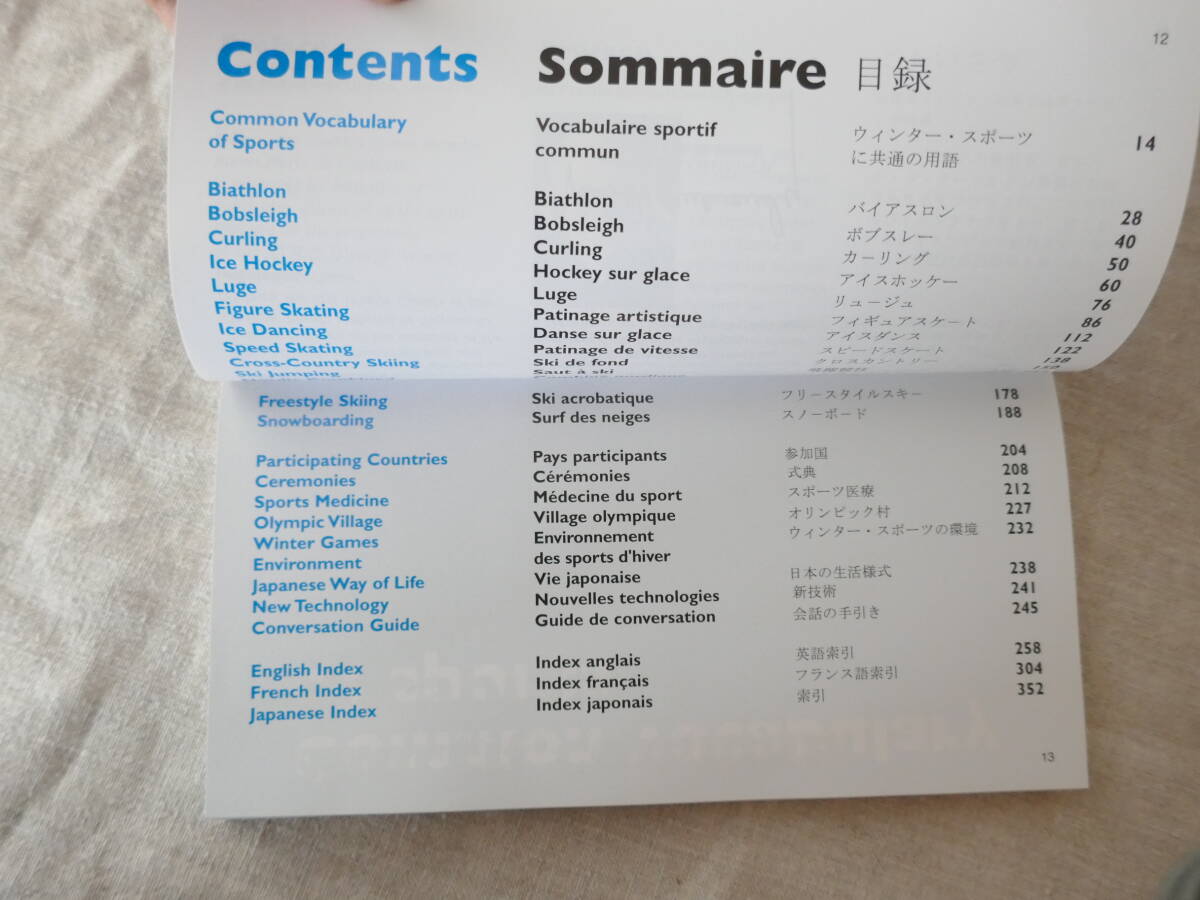 12
Contents Sommaire 目録
Common Vocabulary Vocabulaire sportif ウィンター・スポーツ 14
of Sports commun に共通の用語
Biathlon Biathlon バイアスロン 28
Bobsleigh Bobsleigh ボブスレー 40
Curling Curling カーリング 50
Ice Hockey Hockey sur glace アイスホッケー 60
Luge Luge リュージュ 76
Figure Skating Patinage artistique フィギュアスケート 86
Ice Dancing Danse sur glace アイスダンス 112
Speed Skating Patinage de vitesse スピードスケート 122
Cross-Country Skiing Ski de fond クロスカントリー 138
Ski Jumping Saut à ski
Freestyle Skiing Ski acrobatique フリースタイルスキー 178
Snowboarding Surf des neiges スノーボード 188
Participating Countries Pays participants 参加国 204
Ceremonies Cérémonies 式典 208
Sports Medicine Médecine du sport スポーツ医療 212
Olympic Village Village olympique オリンピック村 227
Winter Games Environnement ウィンター・スポーツの環境 232
Environment des sports d'hiver
Japanese Way of Life Vie japonaise 日本の生活様式 238
New Technology Nouvelles technologies 新技術 241
Conversation Guide Guide de conversation 会話の手引き 245
English Index Index anglais 英語索引 258
French Index Index français フランス語索引 304
Japanese Index Index japonais 索引 352
13